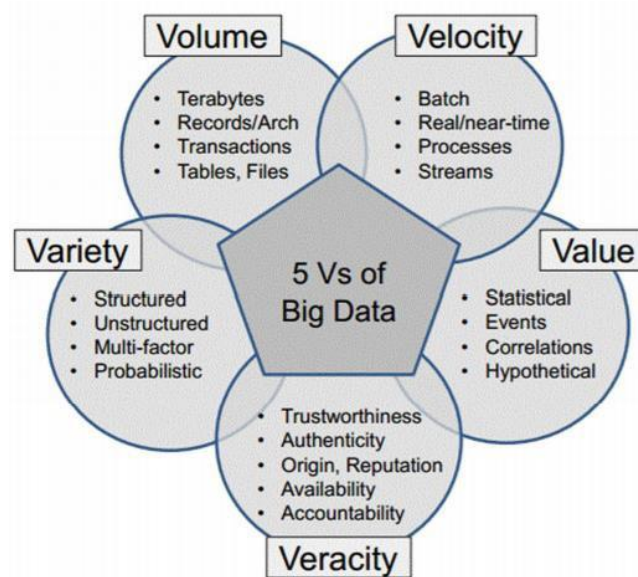 Volume
• Terabytes
• Records/Arch
• Transactions
• Tables, Files
Velocity
• Batch
• Real/near-time
• Processes
• Streams
Variety
• Structured
• Unstructured
• Multi-factor
• Probabilistic
5 Vs of
Big Data
Value
• Statistical
• Events
• Correlations
• Hypothetical
• Trustworthiness
• Authenticity
• Origin, Reputation
• Availability
• Accountability
Veracity